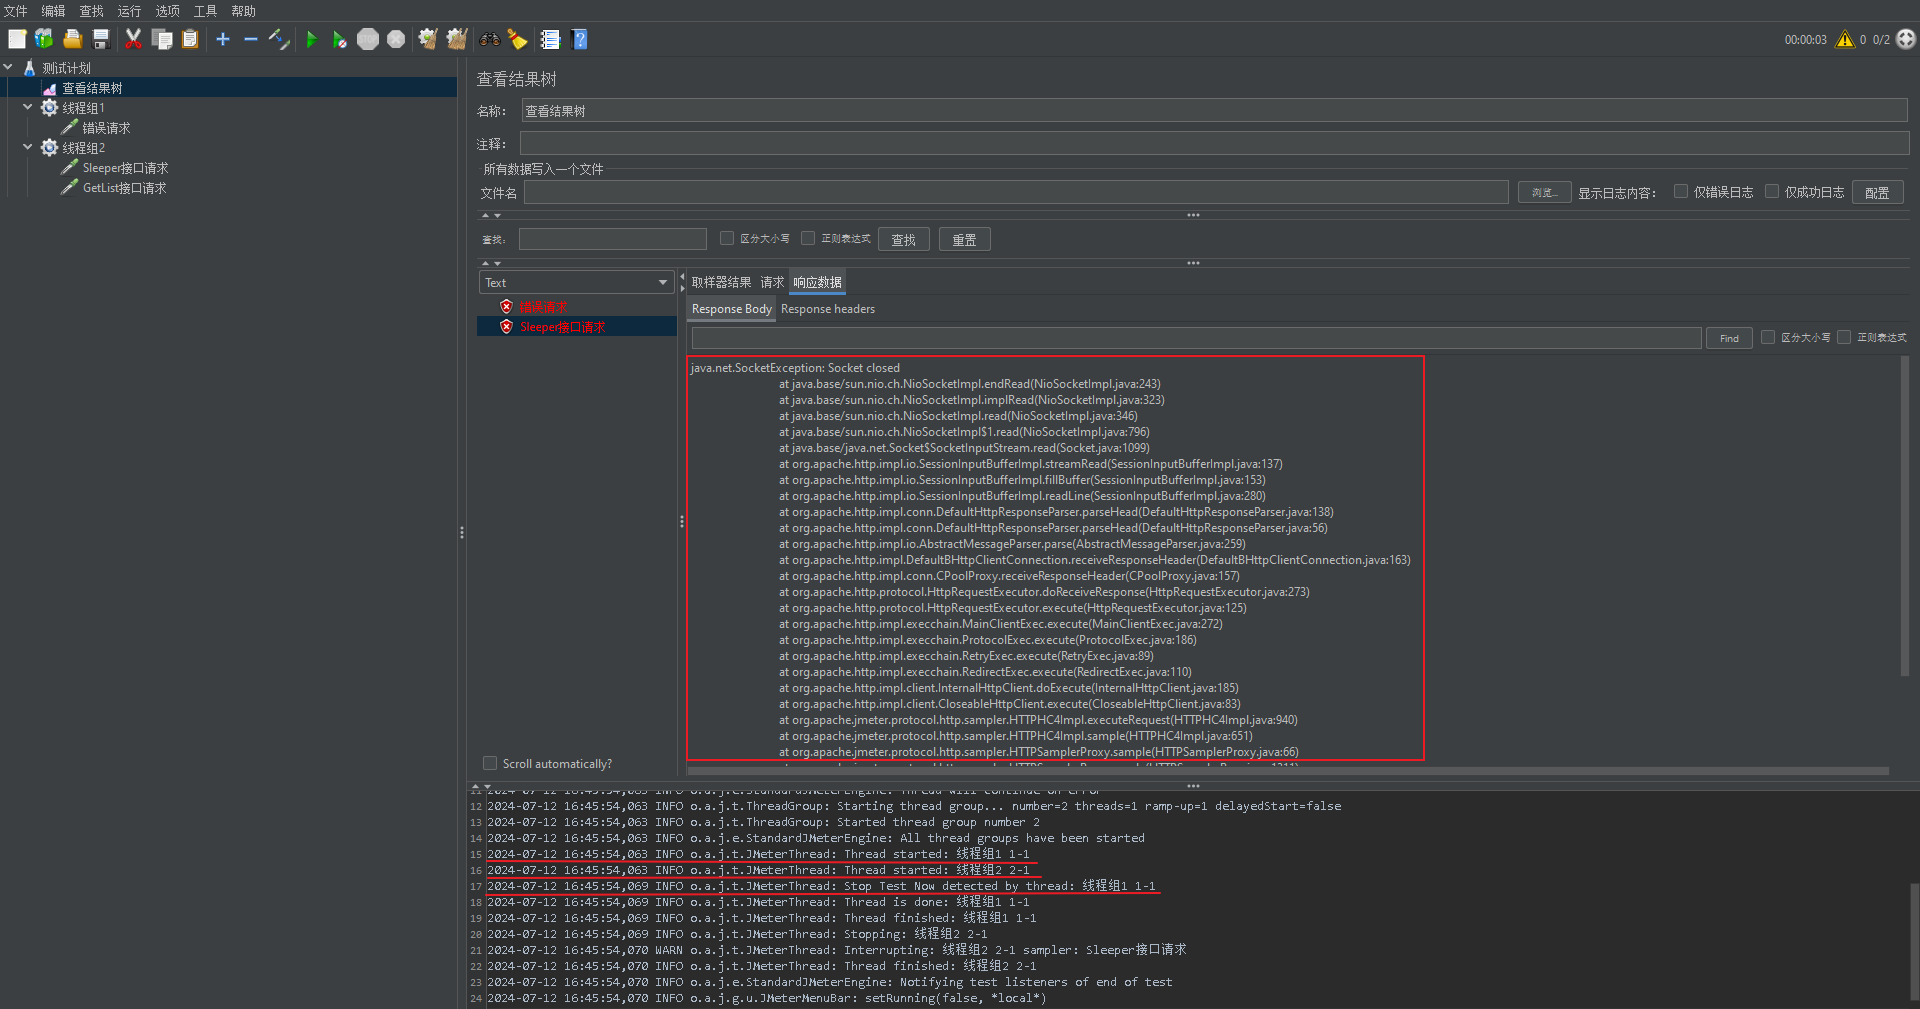 文件 编辑 查找 运行 选项 工具 帮助
00:00:03 0 0/2
测试计划
查看结果树
线程组1
错误请求
线程组2
Sleeper接口请求
GetList接口请求
查看结果树
名称： 查看结果树
注释：
所有数据写入一个文件
文件名 浏览... 显示日志内容： 仅错误日志 仅成功日志 配置
查找： 区分大小写 正则表达式 查找 重置
Text
错误请求
Sleeper接口请求
Scroll automatically?
取样器结果 请求 响应数据
Response Body Response headers
Find 区分大小写 正则表达式
java.net.SocketException: Socket closed
at java.base/sun.nio.ch.NioSocketImpl.endRead(NioSocketImpl.java:243)
at java.base/sun.nio.ch.NioSocketImpl.implRead(NioSocketImpl.java:323)
at java.base/sun.nio.ch.NioSocketImpl.read(NioSocketImpl.java:346)
at java.base/sun.nio.ch.NioSocketImpl$1.read(NioSocketImpl.java:796)
at java.base/java.net.Socket$SocketInputStream.read(Socket.java:1099)
at org.apache.http.impl.io.SessionInputBufferImpl.streamRead(SessionInputBufferImpl.java:137)
at org.apache.http.impl.io.SessionInputBufferImpl.fillBuffer(SessionInputBufferImpl.java:153)
at org.apache.http.impl.io.SessionInputBufferImpl.readLine(SessionInputBufferImpl.java:280)
at org.apache.http.impl.conn.DefaultHttpResponseParser.parseHead(DefaultHttpResponseParser.java:138)
at org.apache.http.impl.conn.DefaultHttpResponseParser.parseHead(DefaultHttpResponseParser.java:56)
at org.apache.http.impl.io.AbstractMessageParser.parse(AbstractMessageParser.java:259)
at org.apache.http.impl.DefaultBHttpClientConnection.receiveResponseHeader(DefaultBHttpClientConnection.java:163)
at org.apache.http.impl.conn.CPoolProxy.receiveResponseHeader(CPoolProxy.java:157)
at org.apache.http.protocol.HttpRequestExecutor.doReceiveResponse(HttpRequestExecutor.java:273)
at org.apache.http.protocol.HttpRequestExecutor.execute(HttpRequestExecutor.java:125)
at org.apache.http.impl.execchain.MainClientExec.execute(MainClientExec.java:272)
at org.apache.http.impl.execchain.ProtocolExec.execute(ProtocolExec.java:186)
at org.apache.http.impl.execchain.RetryExec.execute(RetryExec.java:89)
at org.apache.http.impl.execchain.RedirectExec.execute(RedirectExec.java:110)
at org.apache.http.impl.client.InternalHttpClient.doExecute(InternalHttpClient.java:185)
at org.apache.http.impl.client.CloseableHttpClient.execute(CloseableHttpClient.java:83)
at org.apache.jmeter.protocol.http.sampler.HTTPHC4Impl.executeRequest(HTTPHC4Impl.java:940)
at org.apache.jmeter.protocol.http.sampler.HTTPHC4Impl.sample(HTTPHC4Impl.java:651)
at org.apache.jmeter.protocol.http.sampler.HTTPSamplerProxy.sample(HTTPSamplerProxy.java:66)
11 2024-07-12 16:45:54,063 INFO o.a.j.e.StandardJMeterEngine: Thread will continue on error
12 2024-07-12 16:45:54,063 INFO o.a.j.t.ThreadGroup: Starting thread group... number=2 threads=1 ramp-up=1 delayedStart=false
13 2024-07-12 16:45:54,063 INFO o.a.j.t.ThreadGroup: Started thread group number 2
14 2024-07-12 16:45:54,063 INFO o.a.j.e.StandardJMeterEngine: All thread groups have been started
15 2024-07-12 16:45:54,063 INFO o.a.j.t.JMeterThread: Thread started: 线程组1 1-1
16 2024-07-12 16:45:54,063 INFO o.a.j.t.JMeterThread: Thread started: 线程组2 2-1
17 2024-07-12 16:45:54,069 INFO o.a.j.t.JMeterThread: Stop Test Now detected by thread: 线程组1 1-1
18 2024-07-12 16:45:54,069 INFO o.a.j.t.JMeterThread: Thread is done: 线程组1 1-1
19 2024-07-12 16:45:54,069 INFO o.a.j.t.JMeterThread: Thread finished: 线程组1 1-1
20 2024-07-12 16:45:54,069 INFO o.a.j.t.JMeterThread: Stopping: 线程组2 2-1
21 2024-07-12 16:45:54,070 WARN o.a.j.t.JMeterThread: Interrupting: 线程组2 2-1 sampler: Sleeper接口请求
22 2024-07-12 16:45:54,070 INFO o.a.j.t.JMeterThread: Thread finished: 线程组2 2-1
23 2024-07-12 16:45:54,070 INFO o.a.j.e.StandardJMeterEngine: Notifying test listeners of end of test
24 2024-07-12 16:45:54,070 INFO o.a.j.g.u.JMeterMenuBar: setRunning(false, *local*)